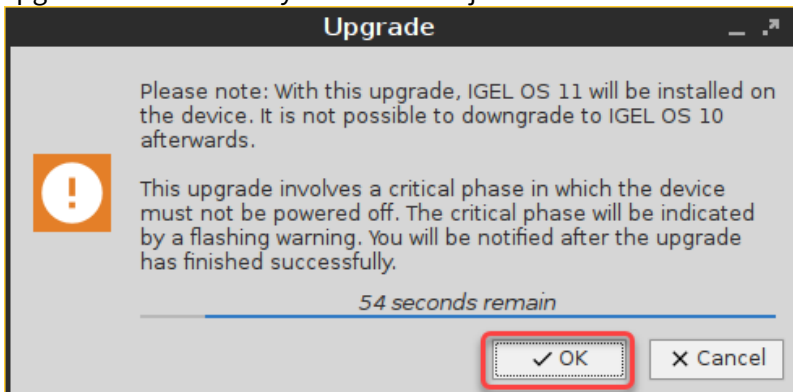 Upgrade
Please note: With this upgrade, IGEL OS 11 will be installed on
the device. It is not possible to downgrade to IGEL OS 10
afterwards.
This upgrade involves a critical phase in which the device
must not be powered off. The critical phase will be indicated
by a flashing warning. You will be notified after the upgrade
has finished successfully.
54 seconds remain
OK
Cancel